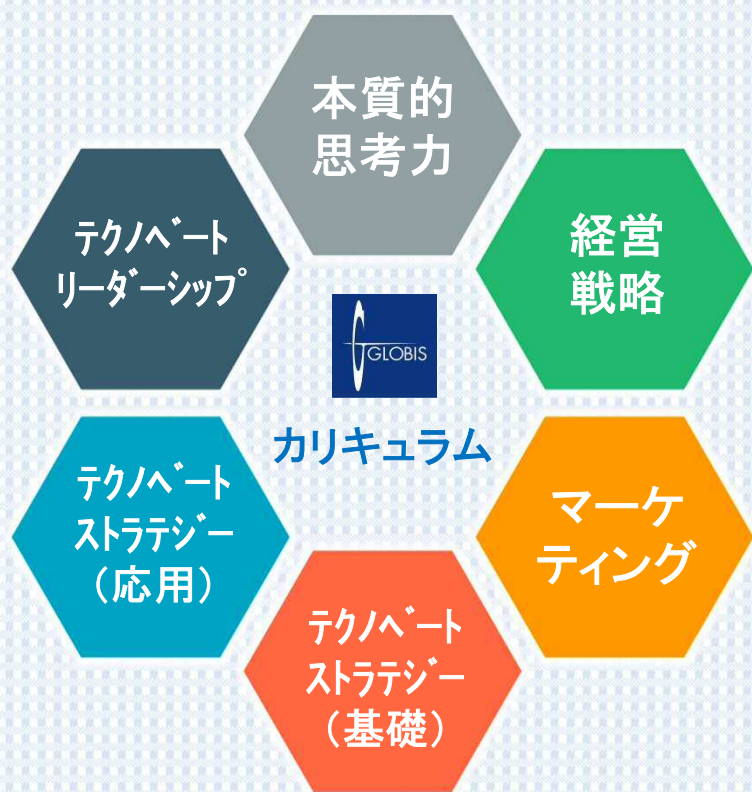 本質的
思考力
経営
戦略
マーケ
ティング
テクノベート
ストラテジー
（基礎）
テクノベート
ストラテジー
（応用）
テクノベート
リーダーシップ
GLOBIS
カリキュラム